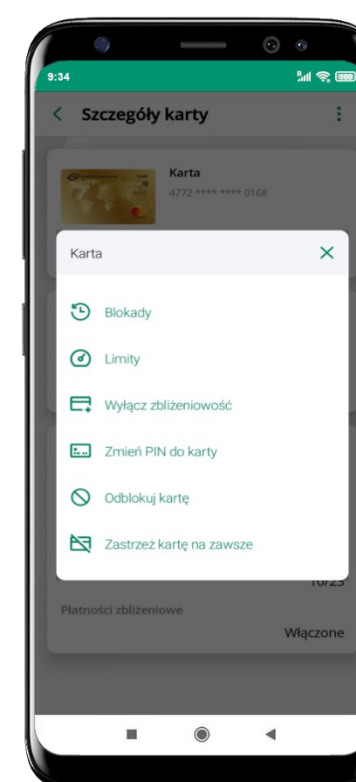 9:34
Szczegóły karty
Karta
4772 **** **** 0168
Karta
Blokady
Limity
Wyłącz zbliżeniowość
Zmień PIN do karty
Odblokuj kartę
Zastrzeż kartę na zawsze
10/23
Płatności zbliżeniowe
Włączone